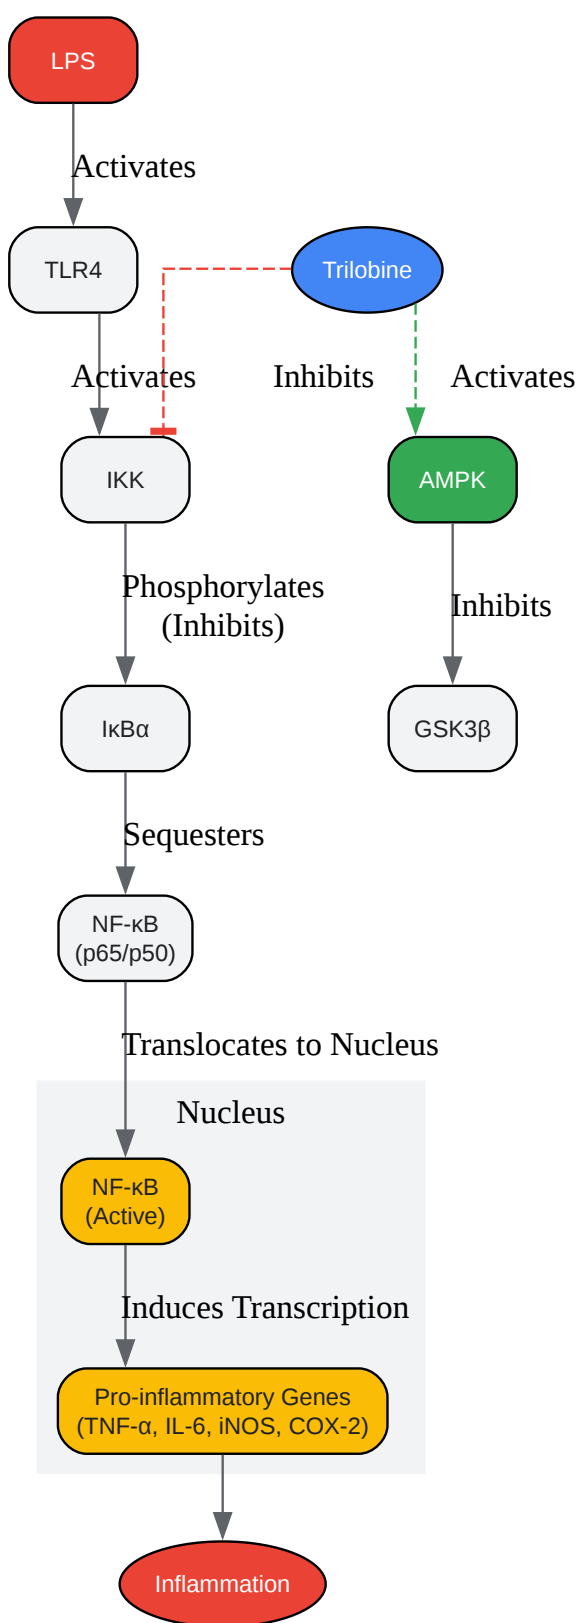 LPS
Activates
TLR4
Trilobine
Activates
Inhibits
Activates
IKK
AMPK
Phosphorylates
(Inhibits)
Inhibits
IκBα
GSK3β
Sequesters
NF-κB
(p65/p50)
Translocates to Nucleus
Nucleus
NF-κB
(Active)
Induces Transcription
Pro-inflammatory Genes
(TNF-α, IL-6, iNOS, COX-2)
Inflammation